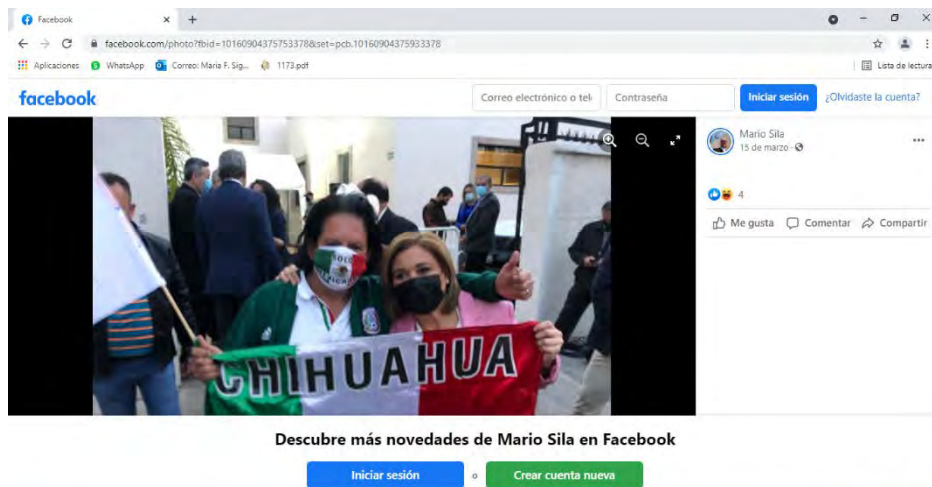 Facebook
facebook.com/photo?fbid=10160904375753378&set=pcb.10160904375933378
Aplicaciones
WhatsApp
Correo: Maria F. Sig...
1173.pdf
Lista de lectura
facebook
Correo electrónico o tel
Contraseña
Iniciar sesión
¿Olvidaste la cuenta?
Mario Sila
15 de marzo
4
Me gusta
Comentar
Compartir
CHIHUAHUA
Descubre más novedades de Mario Sila en Facebook
Iniciar sesión
o
Crear cuenta nueva